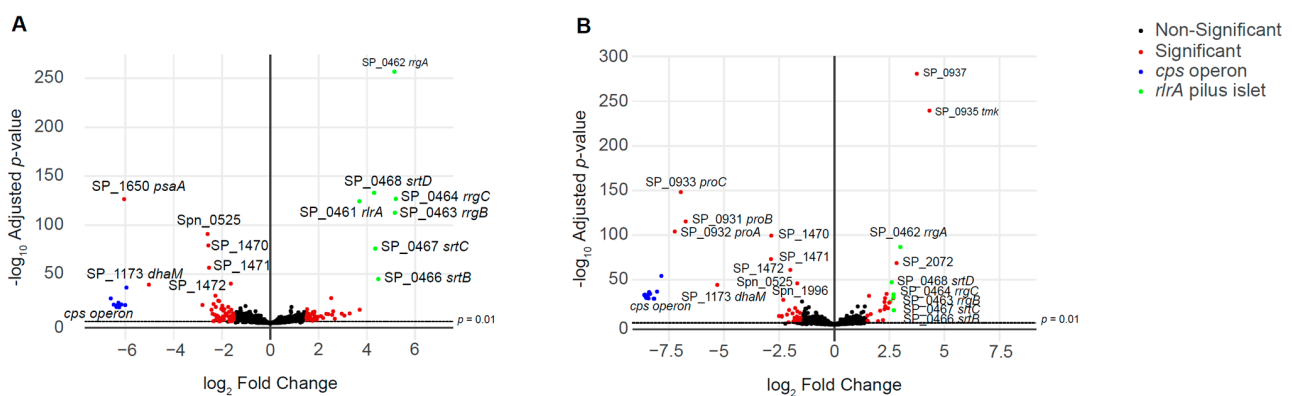 A
-log10 Adjusted p-value
250
200
150
100
50
0
SP_0462 rrgA
SP_1650 psaA
SP_0468 srtD
SP_0464 rrgC
SP_0461 rlrA
SP_0463 rrgB
Spn_0525
SP_1470
SP_0467 srtC
SP_1471
SP_1173 dhaM
SP_1472
SP_0466 srtB
cps operon
p = 0.01
−6
−4
−2
0
2
4
6
log2 Fold Change
B
-log10 Adjusted p-value
300
250
200
150
100
50
0
SP_0937
SP_0935 tmk
SP_0933 proC
SP_0931 proB
SP_0932 proA
SP_1470
SP_0462 rrgA
SP_1471
SP_2072
SP_1472
Spn_0525
SP_0468 srtD
SP_1173 dhaM
Spn_1996
SP_0464 rrgC
SP_0463 rrgB
cps operon
SP_0467 srtC
SP_0466 srtB
p = 0.01
−7.5
−5
−2.5
0
2.5
5
7.5
log2 Fold Change
Non-Significant
Significant
cps operon
rlrA pilus islet